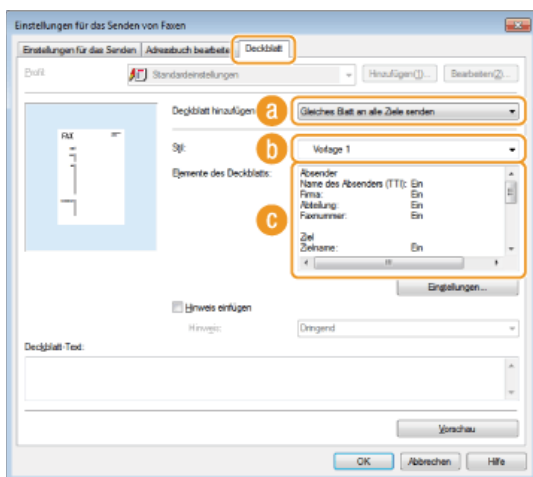 Einstellungen für das Senden von Faxen
Einstellungen für das Senden Adressbuch bearbeite Deckblatt
Profil Standardeinstellungen Hinzufügen(1)... Bearbeiten(2)...
Deckblatt hinzufügen a Gleiches Blatt an alle Ziele senden
Stil: b Vorlage 1
Elemente des Deckblatts:
c
Absender
Name des Absenders (TTI): Ein
Firma: Ein
Abteilung: Ein
Faxnummer: Ein
Ziel
Zielname: Ein
FAX
Einstellungen...
Hinweis einfügen
Hinweis: Dringend
Deckblatt-Text:
Vorschau
OK Abbrechen Hilfe